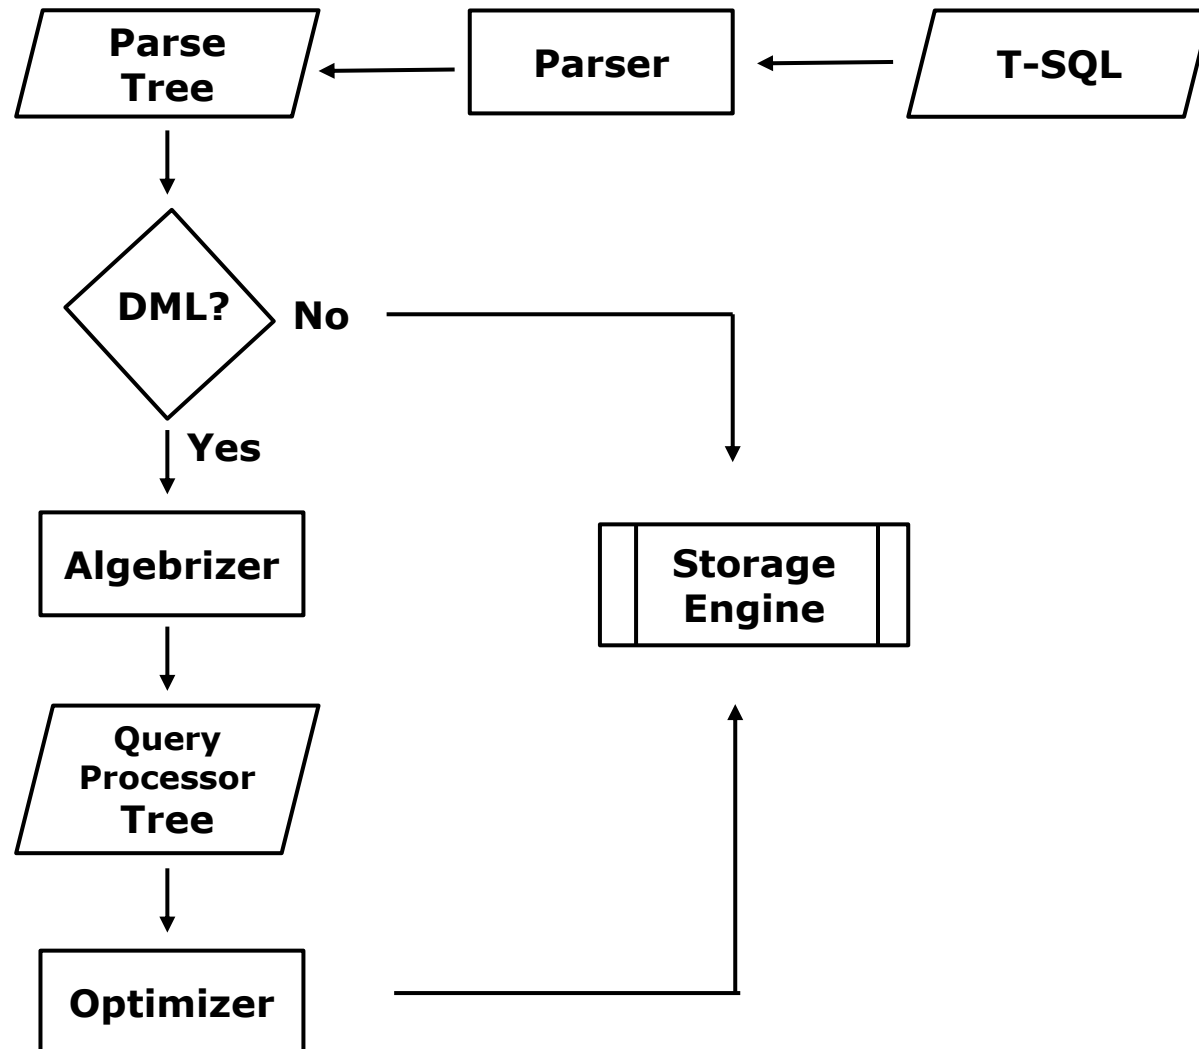 Parse
Tree
Parser
T-SQL
DML?
No
Yes
Algebrizer
Storage
Engine
Query
Processor
Tree
Optimizer